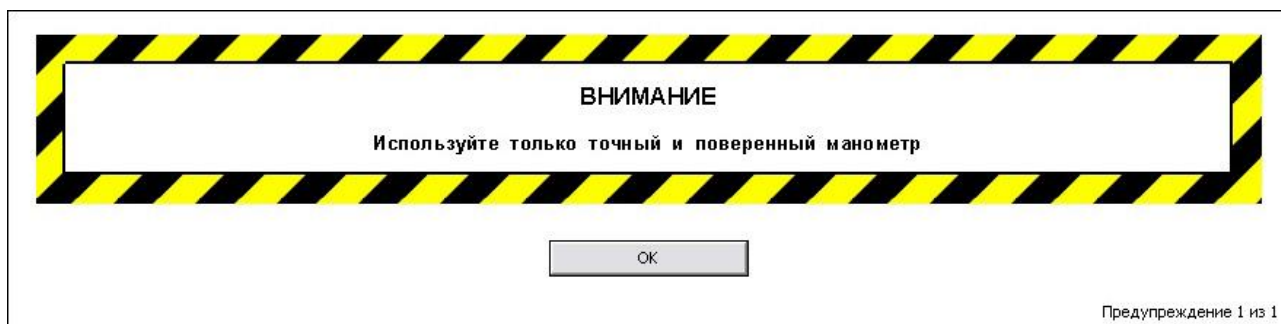 ВНИМАНИЕ
Используйте только точный и поверенный манометр
OK
Предупреждение 1 из 1